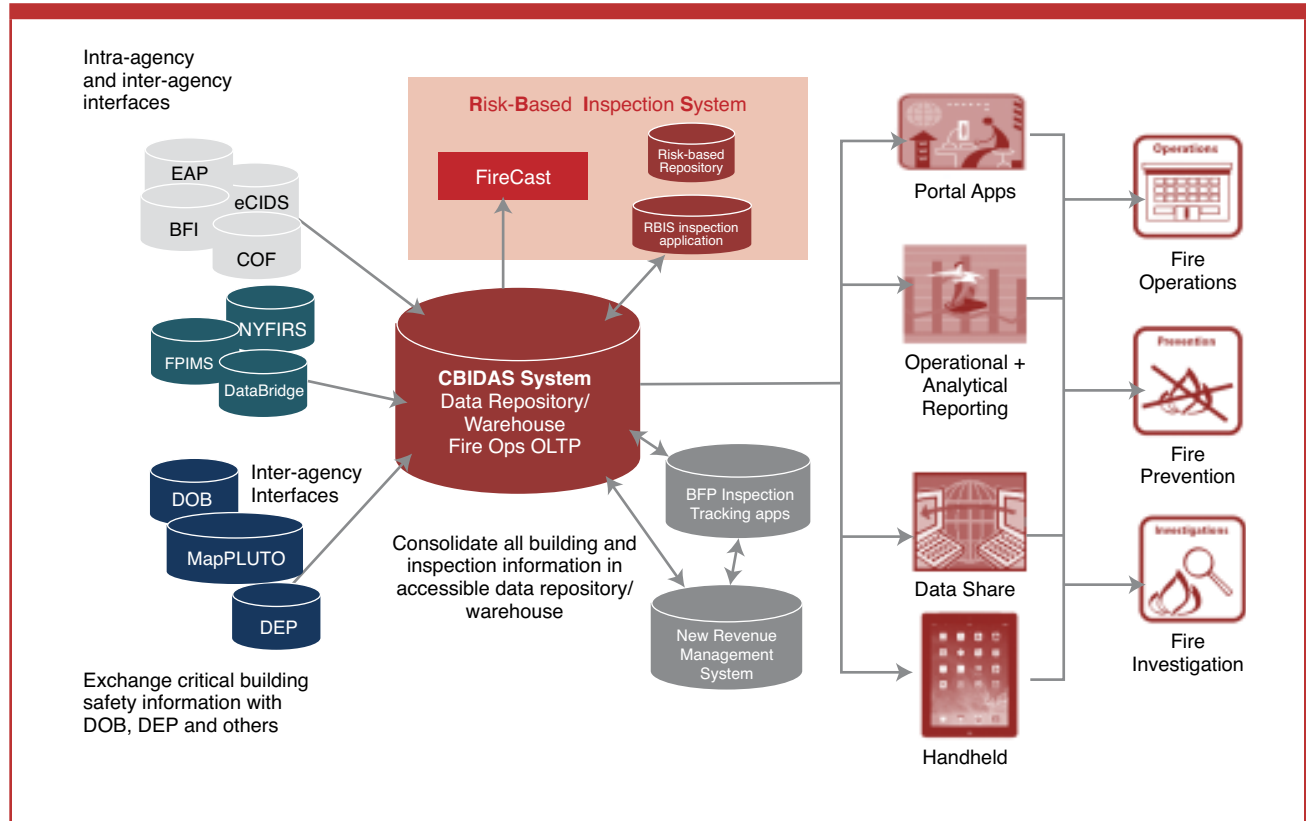 Intra-agency
and inter-agency
interfaces
EAP
eCIDS
BFI
COF
NYFIRS
FPIMS
DataBridge
Inter-agency
Interfaces
DOB
MapPLUTO
DEP
Exchange critical building
safety information with
DOB, DEP and others
Risk-Based Inspection System
FireCast
Risk-based
Repository
RBIS inspection
application
CBIDAS System
Data Repository/
Warehouse
Fire Ops OLTP
Consolidate all building and
inspection information in
accessible data repository/
warehouse
BFP Inspection
Tracking apps
New Revenue
Management
System
Portal Apps
Operational +
Analytical
Reporting
Data Share
Handheld
Operations
Fire
Operations
Prevention
Fire
Prevention
Investigations
Fire
Investigation